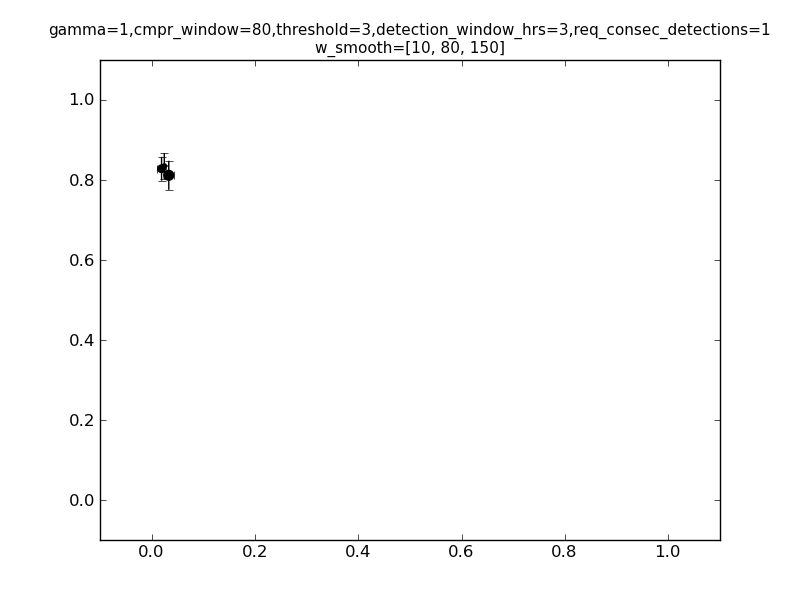 gamma=1,cmpr_window=80,threshold=3,detection_window_hrs=3,req_consec_detections=1
w_smooth=[10, 80, 150]
1.0
0.8
0.6
0.4
0.2
0.0
0.0 0.2 0.4 0.6 0.8 1.0